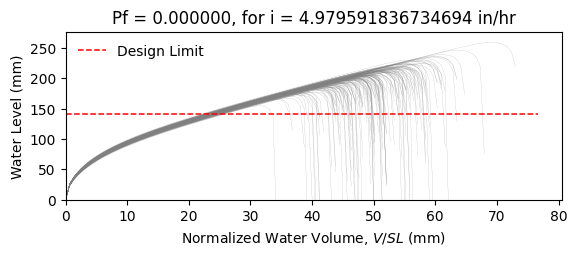 Pf = 0.000000, for i = 4.979591836734694 in/hr
Design Limit
Water Level (mm)
250
200
150
100
50
0
0 10 20 30 40 50 60 70 80
Normalized Water Volume, V/SL (mm)